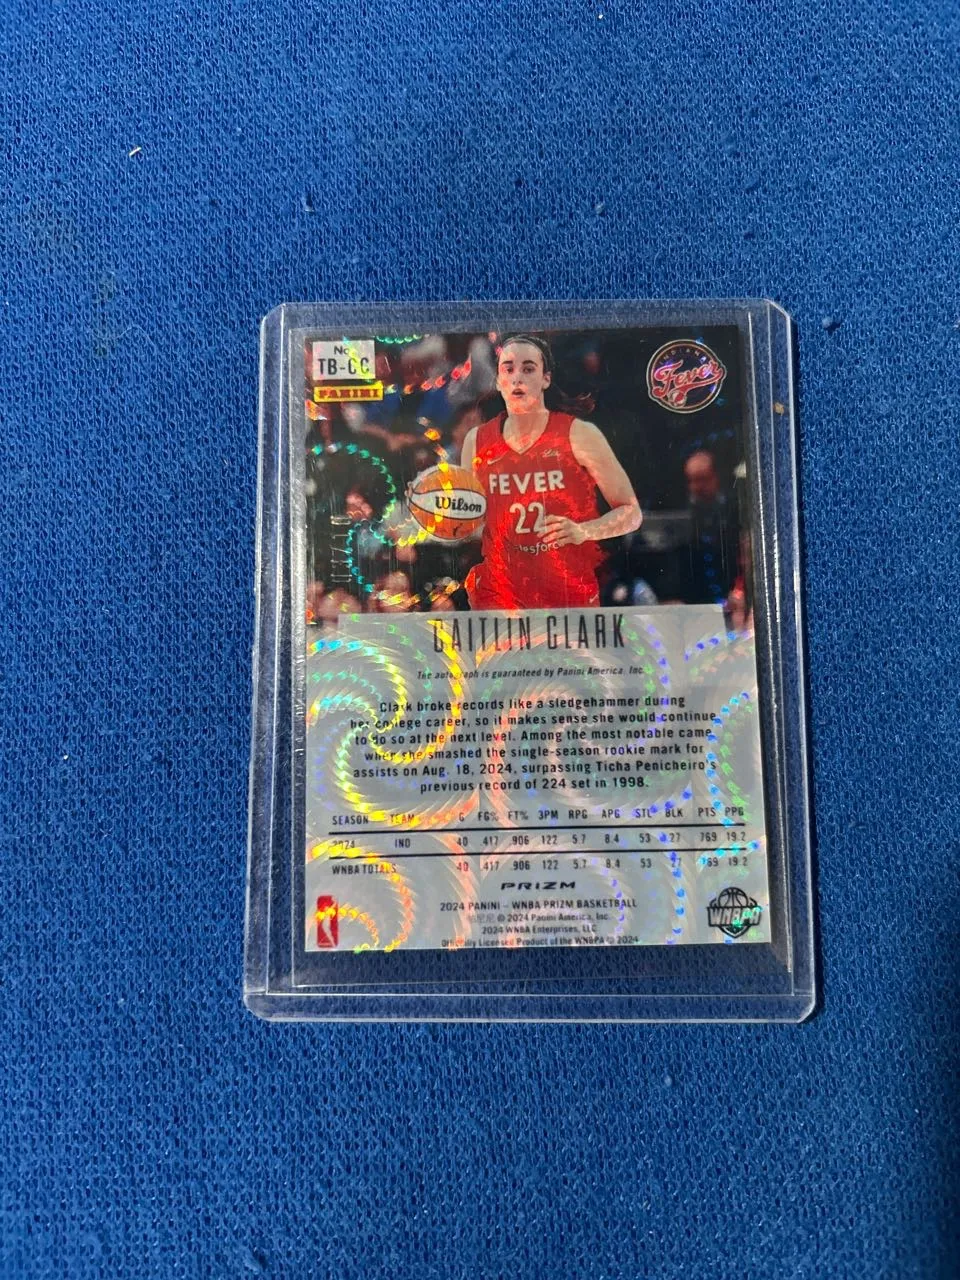 No.
TB-CC
PANINI
INDIANA
Fever
Wilson
FEVER
22
salesforce
CAITLIN CLARK
The autograph is guaranteed by Panini America, Inc.
Clark broke records like a sledgehammer during
her college career, so it makes sense she would continue
to do so at the next level. Among the most notable came
when she smashed the single-season rookie mark for
assists on Aug. 18, 2024, surpassing Ticha Penicheiro's
previous record of 224 set in 1998.
SEASON TEAM G FG% FT% 3PM RPG APG STL BLK PTS PPG
2024 IND 40 .417 .906 122 5.7 8.4 53 27 769 19.2
WNBA TOTALS 40 .417 .906 122 5.7 8.4 53 27 769 19.2
PRIZM
2024 PANINI – WNBA PRIZM BASKETBALL
帕尼尼 © 2024 Panini America, Inc.
2024 WNBA Enterprises, LLC
Officially Licensed Product of the WNBPA © 2024
WNBPA